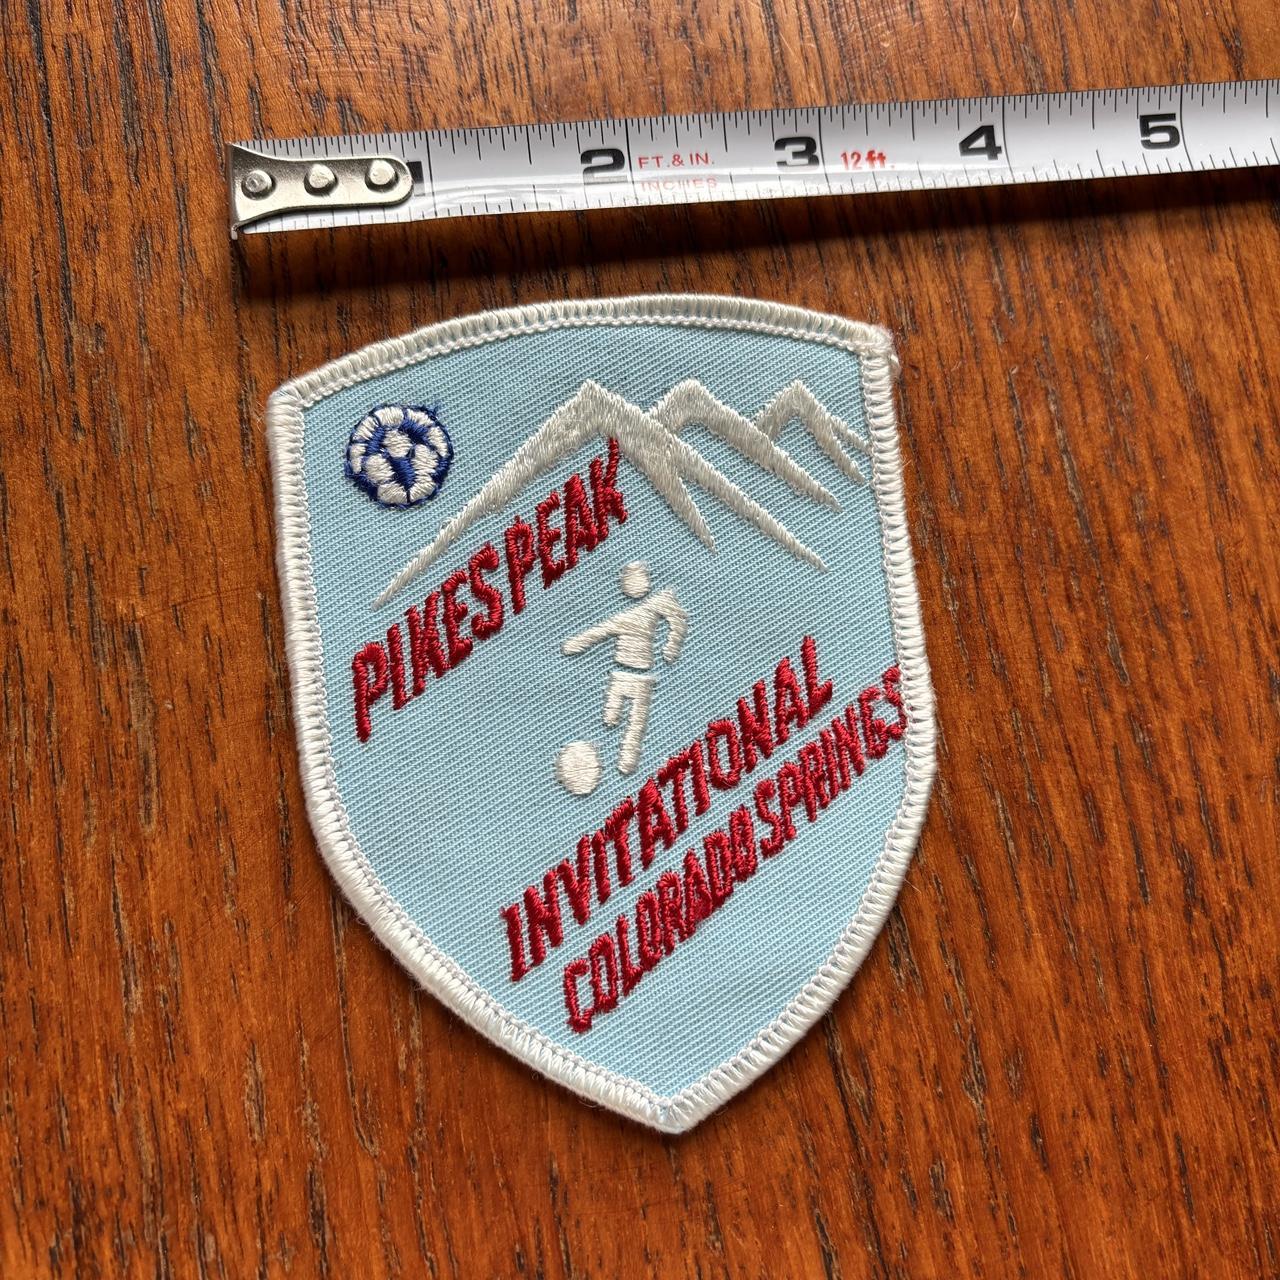 1 2 FT. & IN. 3 12 ft. 4 5
INCHES
PIKES PEAK
INVITATIONAL
COLORADO SPRINGS